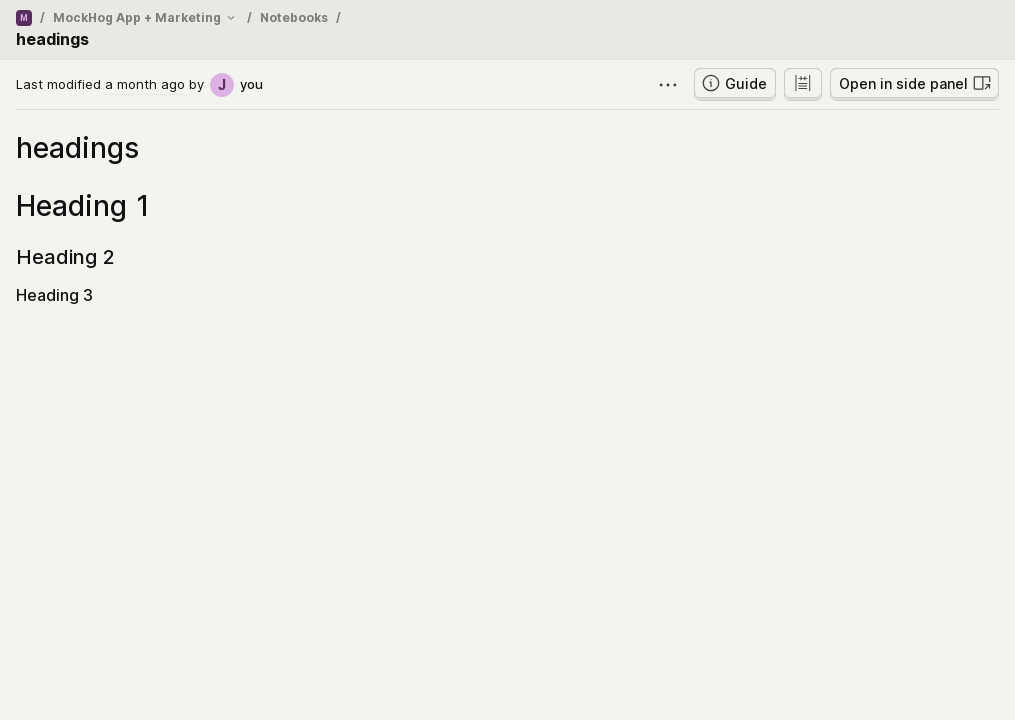 M / MockHog App + Marketing / Notebooks /
headings
Last modified a month ago by J you
Guide
Open in side panel
headings
Heading 1
Heading 2
Heading 3